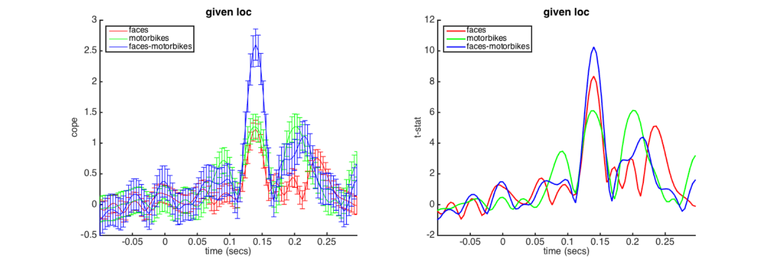 given loc
faces
motorbikes
faces-motorbikes
cope
3
2.5
2
1.5
1
0.5
0
-0.5
-0.05
0
0.05
0.1
0.15
0.2
0.25
time (secs)
given loc
faces
motorbikes
faces-motorbikes
t-stat
12
10
8
6
4
2
0
-2
-0.05
0
0.05
0.1
0.15
0.2
0.25
time (secs)